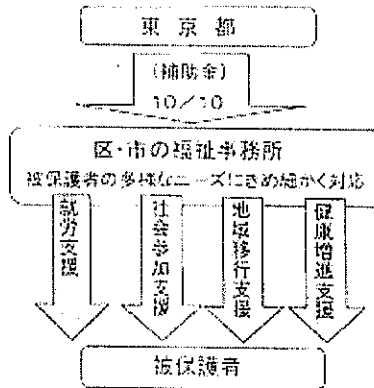 東京都
(補助金)
10/10
区・市の福祉事務所
被保護者の多様なニーズにきめ細かく対応
就労支援
社会参加支援
地域移行支援
健康増進支援
被保護者